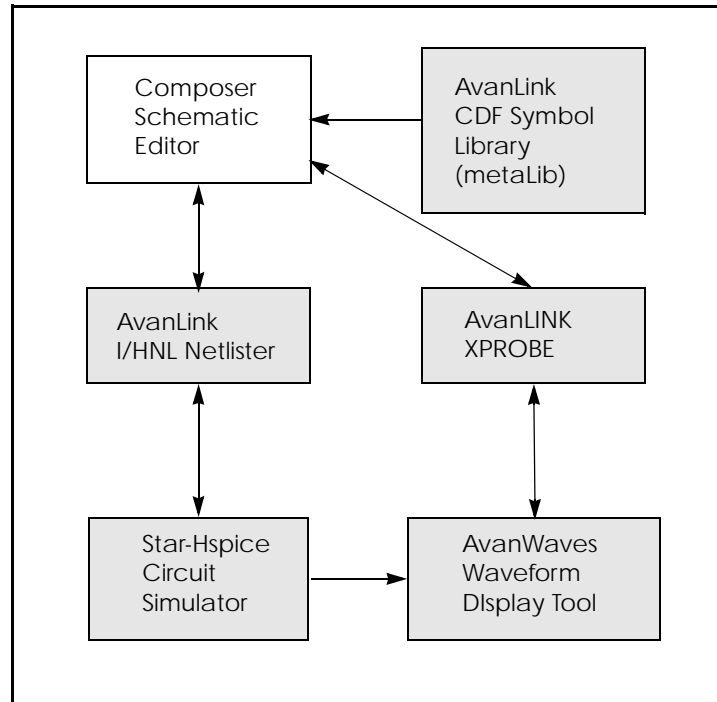 Composer
Schematic
Editor
AvanLink
CDF Symbol
Library
(metaLib)
AvanLink
I/HNL Netlister
AvanLINK
XPROBE
Star-Hspice
Circuit
Simulator
AvanWaves
Waveform
DIsplay Tool